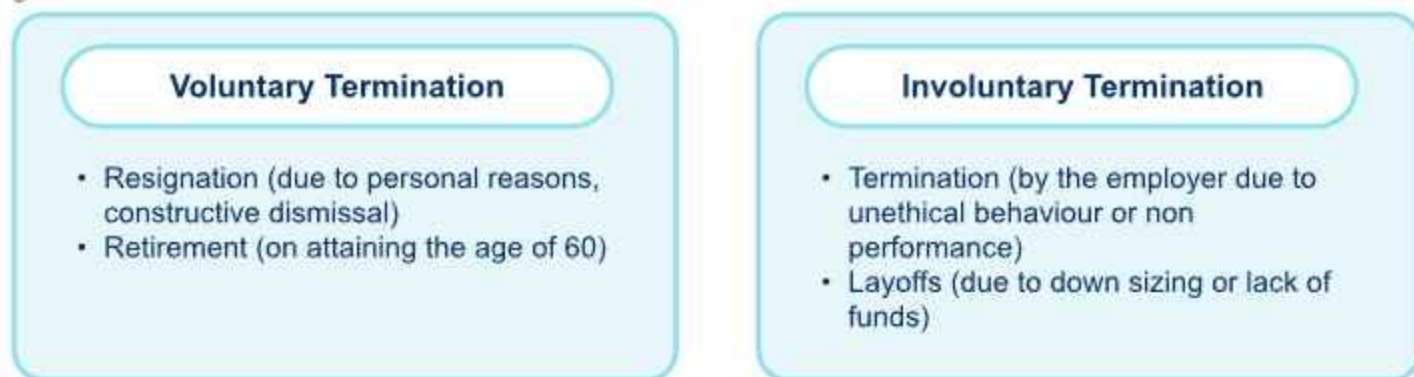 Voluntary Termination
• Resignation (due to personal reasons,
constructive dismissal)
• Retirement (on attaining the age of 60)
Involuntary Termination
• Termination (by the employer due to
unethical behaviour or non
performance)
• Layoffs (due to down sizing or lack of
funds)